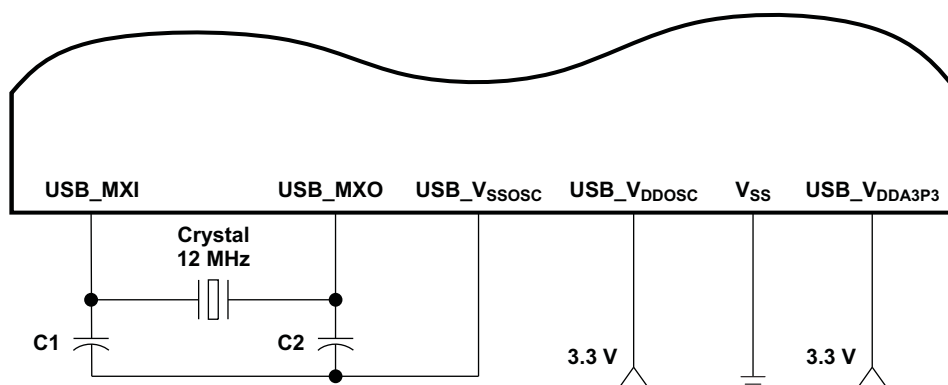 USB_MXI USB_MXO USB_VSSOSC USB_VDDOSC VSS USB_VDDA3P3
Crystal
12 MHz
C1 C2 3.3 V 3.3 V